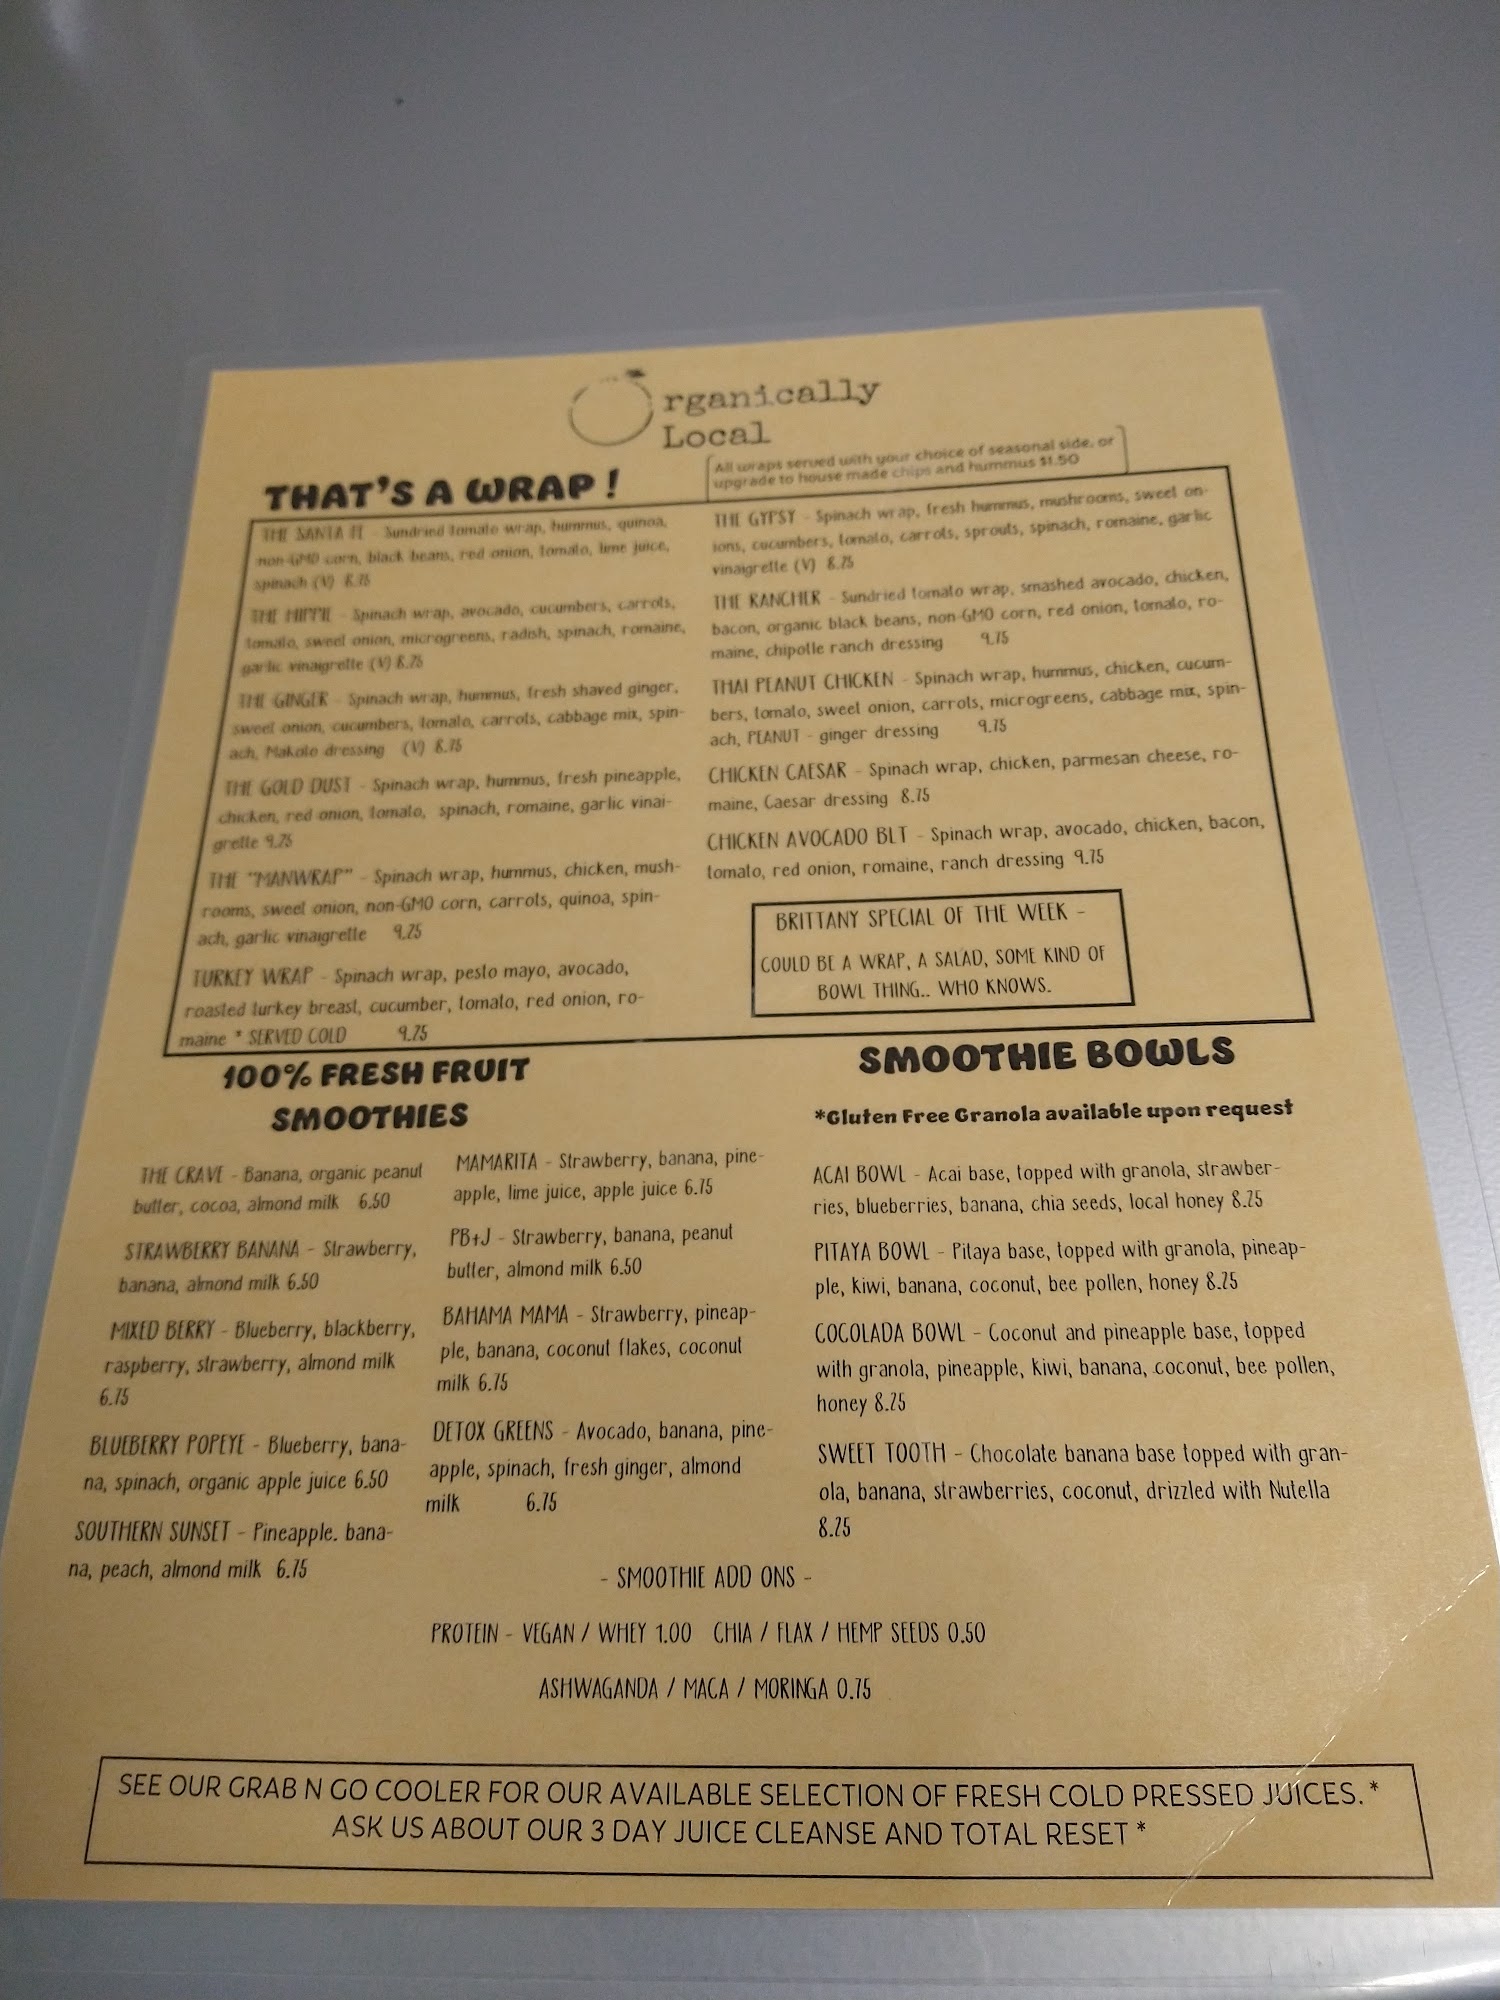 Organically
Local
All wraps served with your choice of seasonal side, or
upgrade to house made chips and hummus $1.50
THAT'S A WRAP !
THE SANTA FE - Sundried tomato wrap, hummus, quinoa,
non-GMO corn, black beans, red onion, tomato, lime juice,
spinach (V) 8.75
THE HIPPIE - Spinach wrap, avocado, cucumbers, carrots,
tomato, sweet onion, microgreens, radish, spinach, romaine,
garlic vinaigrette (V) 8.75
THE GINGER - Spinach wrap, hummus, fresh shaved ginger,
sweet onion, cucumbers, tomato, carrots, cabbage mix, spin-
ach, Makoto dressing (V) 8.75
THE GOLD DUST - Spinach wrap, hummus, fresh pineapple,
chicken, red onion, tomato, spinach, romaine, garlic vinai-
grette 9.75
THE "MANWRAP" - Spinach wrap, hummus, chicken, mush-
rooms, sweet onion, non-GMO corn, carrots, quinoa, spin-
ach, garlic vinaigrette 9.75
TURKEY WRAP - Spinach wrap, pesto mayo, avocado,
roasted turkey breast, cucumber, tomato, red onion, ro-
maine * SERVED COLD 9.75
THE GYPSY - Spinach wrap, fresh hummus, mushrooms, sweet on-
ions, cucumbers, tomato, carrots, sprouts, spinach, romaine, garlic
vinaigrette (V) 8.75
THE RANCHER - Sundried tomato wrap, smashed avocado, chicken,
bacon, organic black beans, non-GMO corn, red onion, tomato, ro-
maine, chipotle ranch dressing 9.75
THAI PEANUT CHICKEN - Spinach wrap, hummus, chicken, cucum-
bers, tomato, sweet onion, carrots, microgreens, cabbage mix, spin-
ach, PEANUT - ginger dressing 9.75
CHICKEN CAESAR - Spinach wrap, chicken, parmesan cheese, ro-
maine, Caesar dressing 8.75
CHICKEN AVOCADO BLT - Spinach wrap, avocado, chicken, bacon,
tomato, red onion, romaine, ranch dressing 9.75
BRITTANY SPECIAL OF THE WEEK -
COULD BE A WRAP, A SALAD, SOME KIND OF
BOWL THING.. WHO KNOWS.
100% FRESH FRUIT
SMOOTHIES
THE CRAVE - Banana, organic peanut
butter, cocoa, almond milk 6.50
STRAWBERRY BANANA - Strawberry,
banana, almond milk 6.50
MIXED BERRY - Blueberry, blackberry,
raspberry, strawberry, almond milk
6.75
BLUEBERRY POPEYE - Blueberry, bana-
na, spinach, organic apple juice 6.50
SOUTHERN SUNSET - Pineapple. bana-
na, peach, almond milk 6.75
MAMARITA - Strawberry, banana, pine-
apple, lime juice, apple juice 6.75
PB+J - Strawberry, banana, peanut
butter, almond milk 6.50
BAHAMA MAMA - Strawberry, pineap-
ple, banana, coconut flakes, coconut
milk 6.75
DETOX GREENS - Avocado, banana, pine-
apple, spinach, fresh ginger, almond
milk 6.75
SMOOTHIE BOWLS
*Gluten Free Granola available upon request
ACAI BOWL - Acai base, topped with granola, strawber-
ries, blueberries, banana, chia seeds, local honey 8.25
PITAYA BOWL - Pitaya base, topped with granola, pineap-
ple, kiwi, banana, coconut, bee pollen, honey 8.25
COCOLADA BOWL - Coconut and pineapple base, topped
with granola, pineapple, kiwi, banana, coconut, bee pollen,
honey 8.25
SWEET TOOTH - Chocolate banana base topped with gran-
ola, banana, strawberries, coconut, drizzled with Nutella
8.25
- SMOOTHIE ADD ONS -
PROTEIN - VEGAN / WHEY 1.00 CHIA / FLAX / HEMP SEEDS 0.50
ASHWAGANDA / MACA / MORINGA 0.75
SEE OUR GRAB N GO COOLER FOR OUR AVAILABLE SELECTION OF FRESH COLD PRESSED JUICES. *
ASK US ABOUT OUR 3 DAY JUICE CLEANSE AND TOTAL RESET *